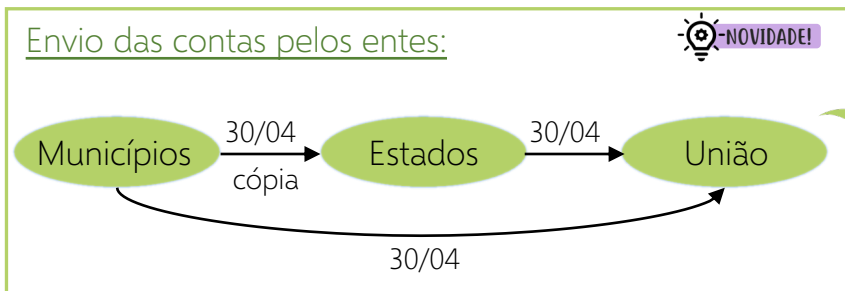 Envio das contas pelos entes:
NOVIDADE!
30/04
30/04
Municípios
Estados
União
cópia
30/04